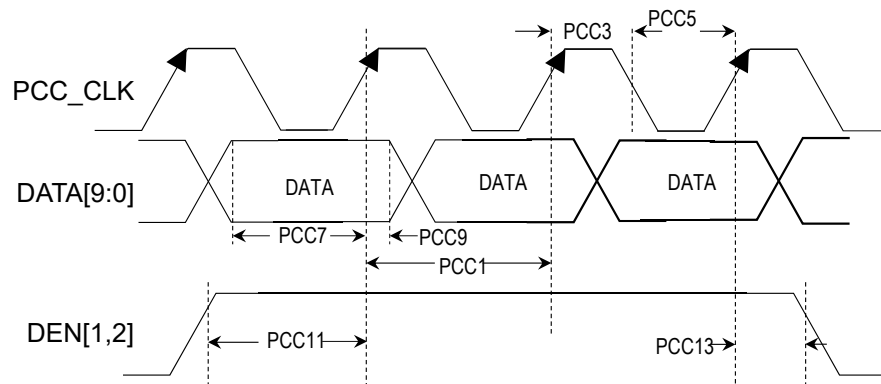 PCC3 PCC5
PCC_CLK
DATA[9:0] DATA DATA DATA
PCC7 PCC9
PCC1
DEN[1,2] PCC11 PCC13